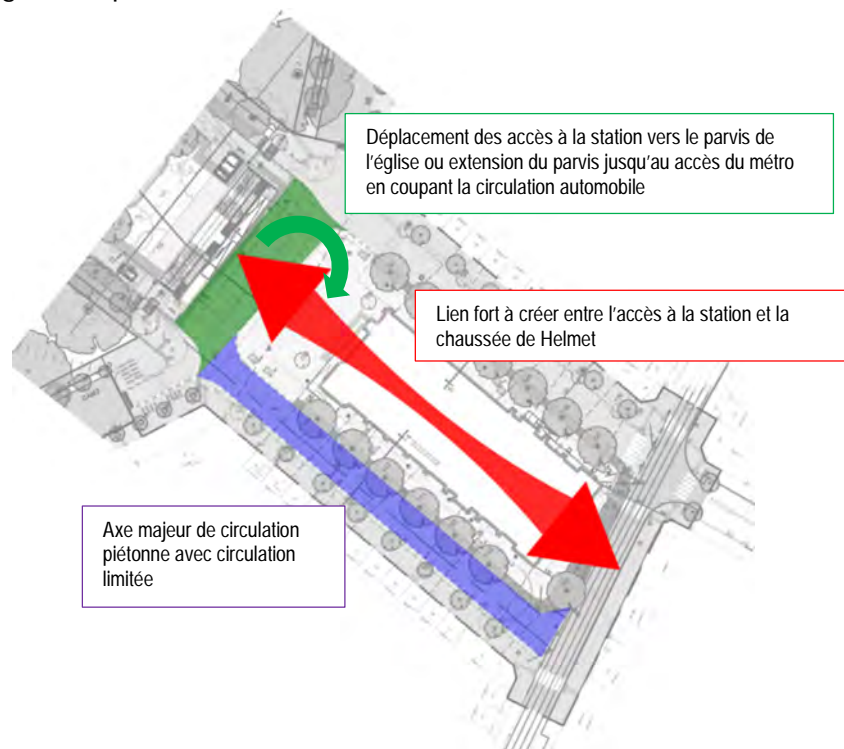 Déplacement des accès à la station vers le parvis de
l'église ou extension du parvis jusqu'au accès du métro
en coupant la circulation automobile
Lien fort à créer entre l'accès à la station et la
chaussée de Helmet
Axe majeur de circulation
piétonne avec circulation
limitée